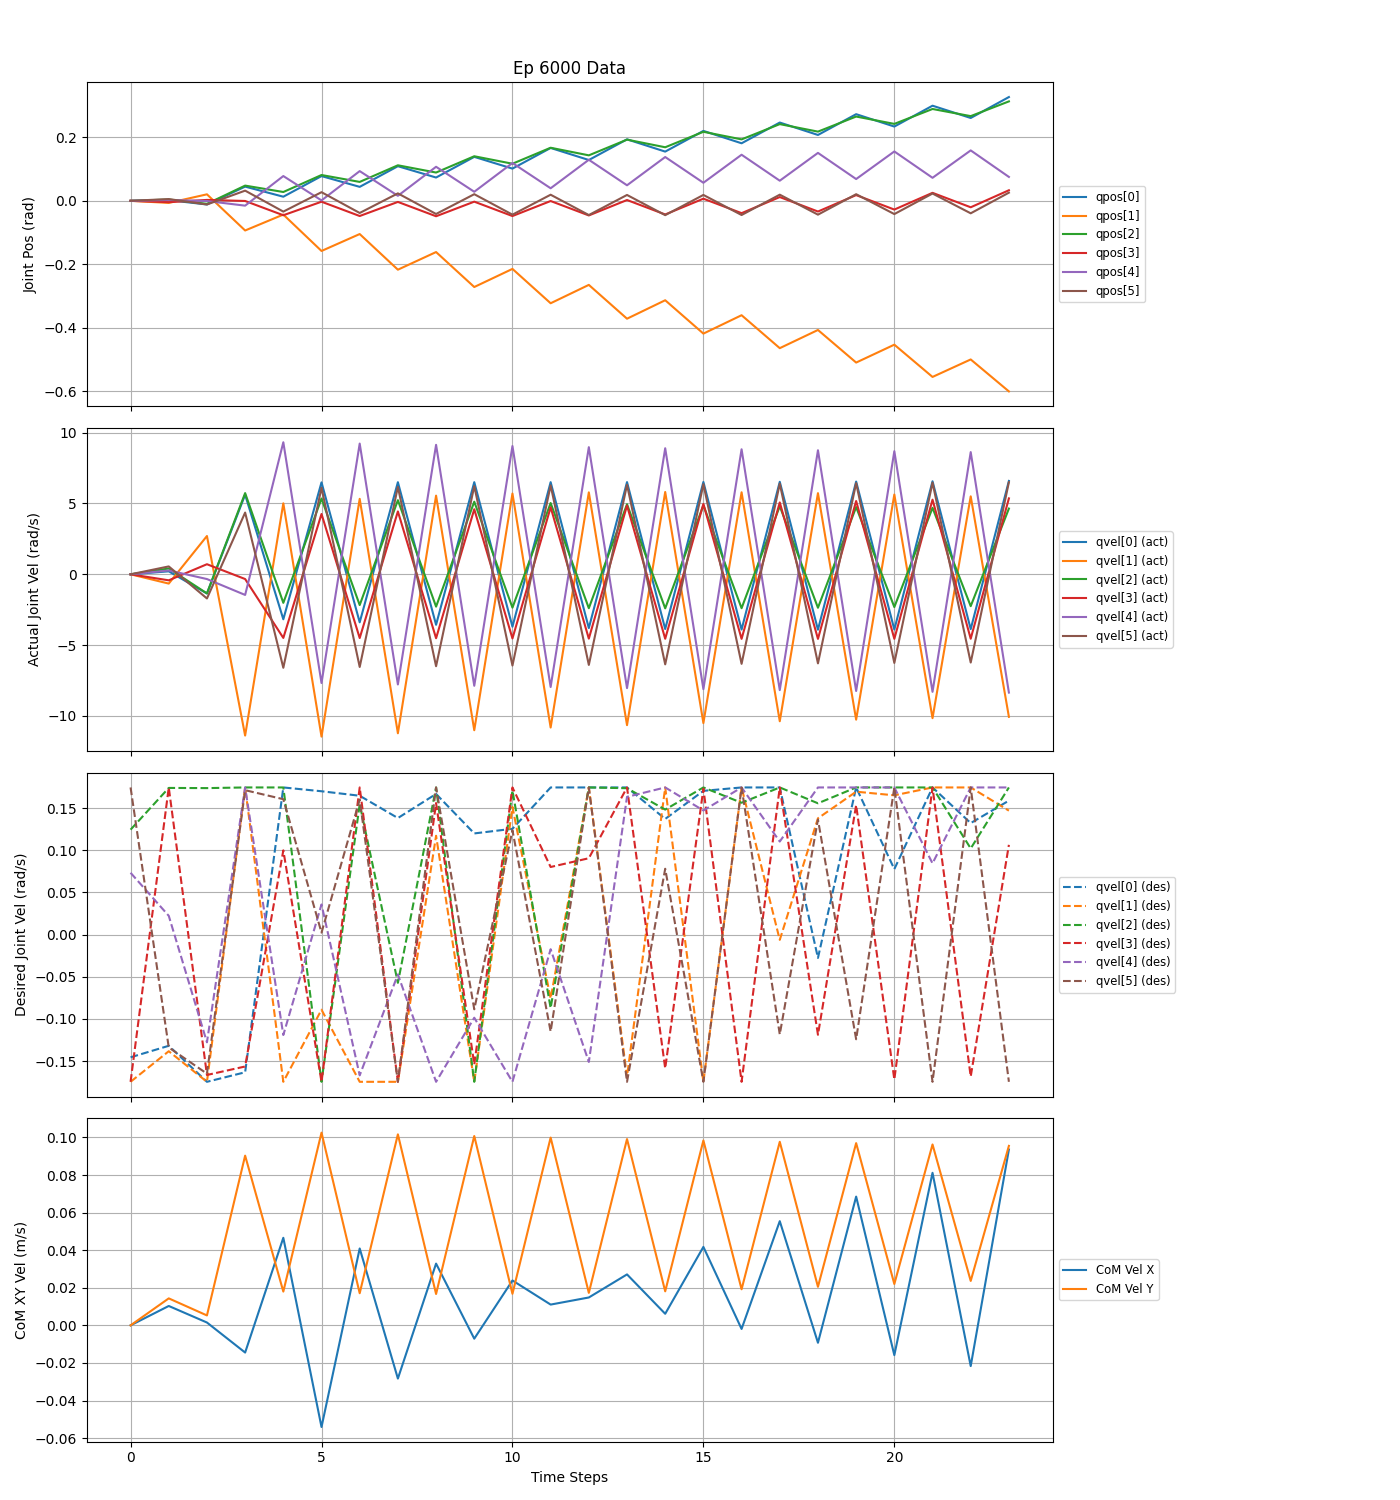 Ep 6000 Data
Joint Pos (rad)
0.2
0.0
−0.2
−0.4
−0.6
qpos[0]
qpos[1]
qpos[2]
qpos[3]
qpos[4]
qpos[5]
Actual Joint Vel (rad/s)
10
5
0
−5
−10
qvel[0] (act)
qvel[1] (act)
qvel[2] (act)
qvel[3] (act)
qvel[4] (act)
qvel[5] (act)
Desired Joint Vel (rad/s)
0.15
0.10
0.05
0.00
−0.05
−0.10
−0.15
qvel[0] (des)
qvel[1] (des)
qvel[2] (des)
qvel[3] (des)
qvel[4] (des)
qvel[5] (des)
CoM XY Vel (m/s)
0.10
0.08
0.06
0.04
0.02
0.00
−0.02
−0.04
−0.06
CoM Vel X
CoM Vel Y
0 5 10 15 20
Time Steps